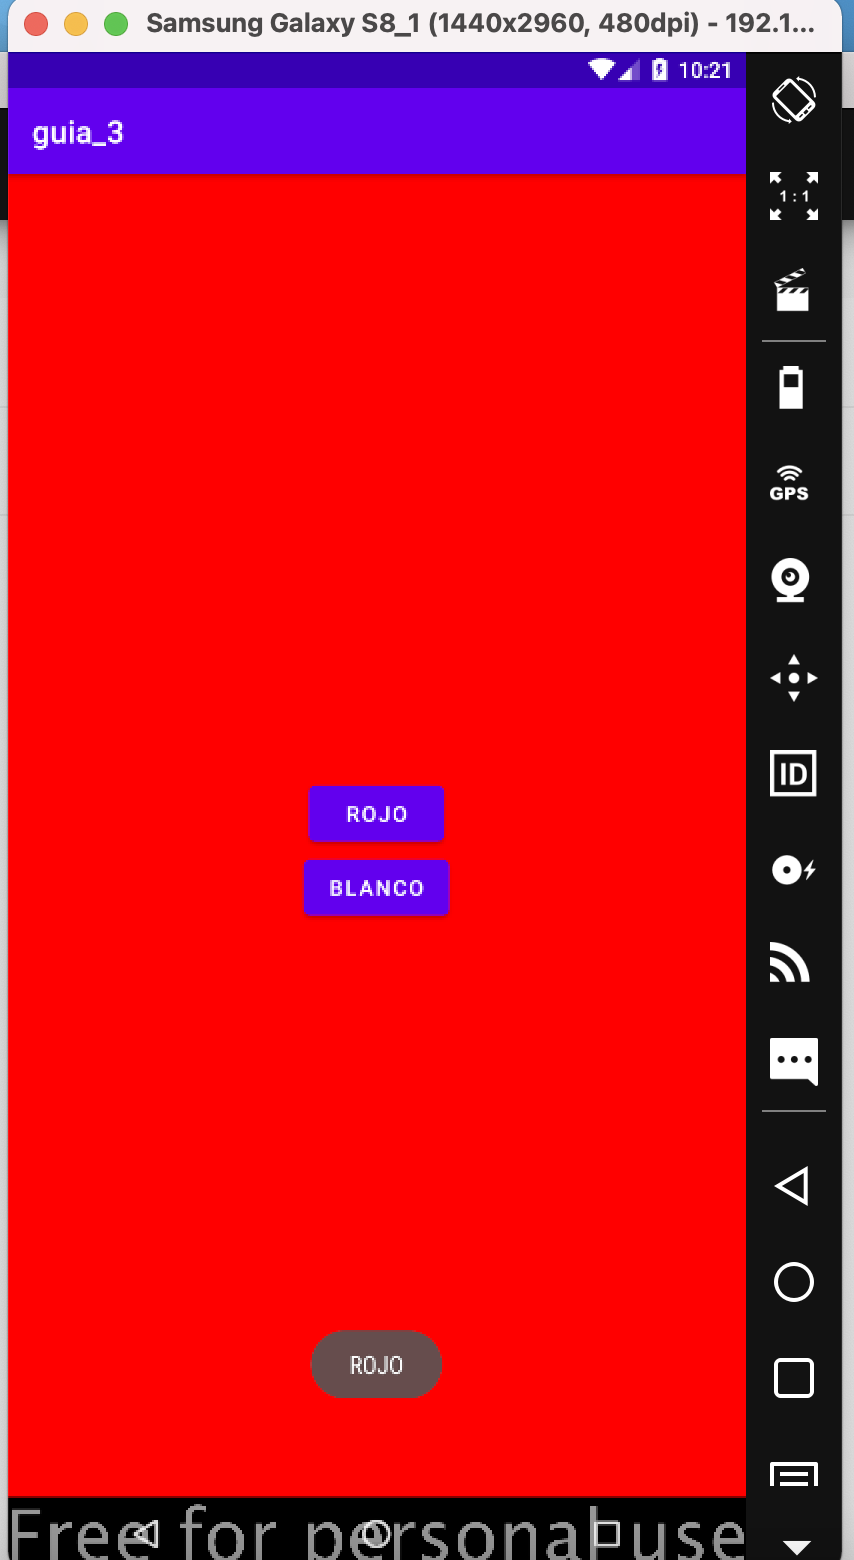 Samsung Galaxy S8_1 (1440x2960, 480dpi) - 192.1...
10:21
guia_3
1:1
GPS
ROJO
BLANCO
ID
ROJO
Free for personal use